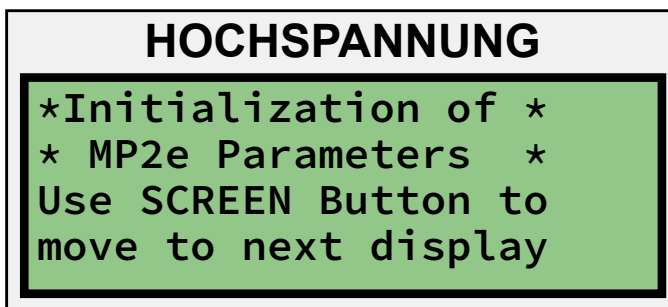 HOCHSPANNUNG
*Initialization of *
* MP2e Parameters  *
Use SCREEN Button to
move to next display